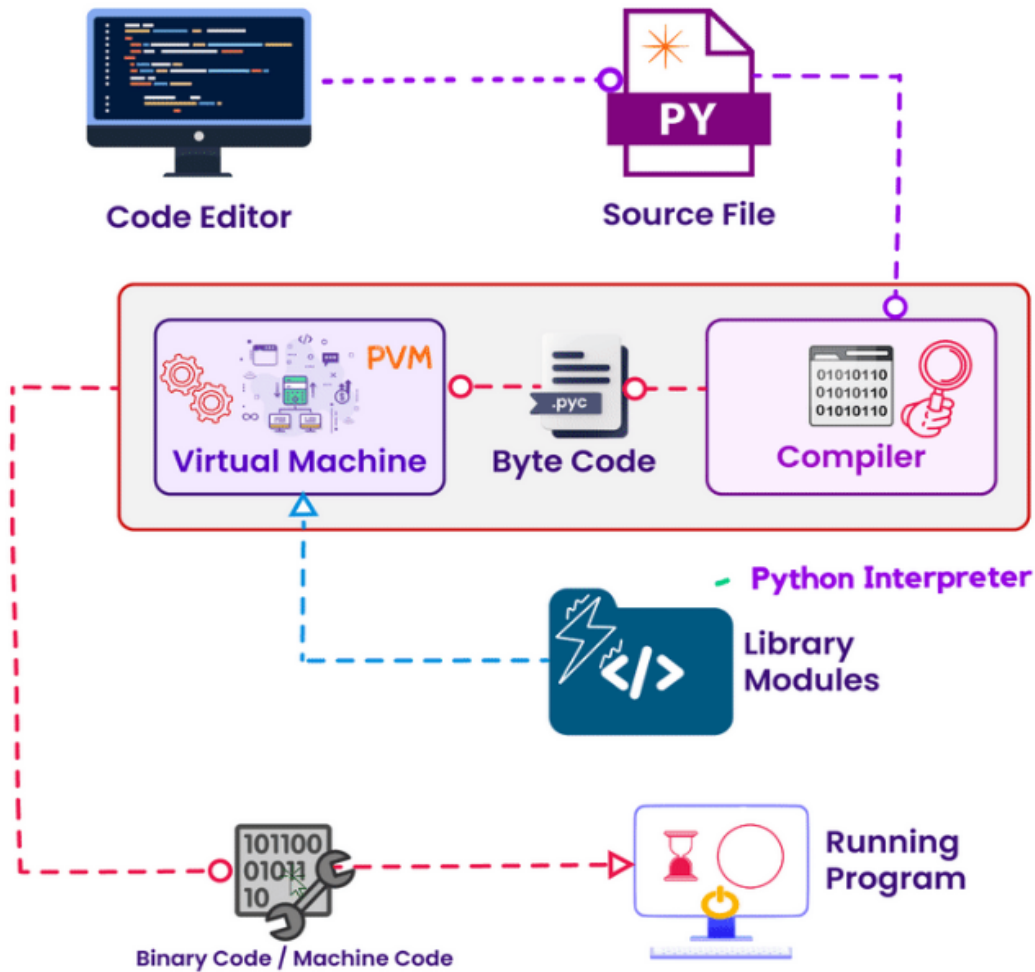 PY
Code Editor
Source File
PVM
.pyc
01010110
01010110
01010110
Virtual Machine
Byte Code
Compiler
Python Interpreter
</>
Library
Modules
101100
01011
10
Running
Program
Binary Code / Machine Code